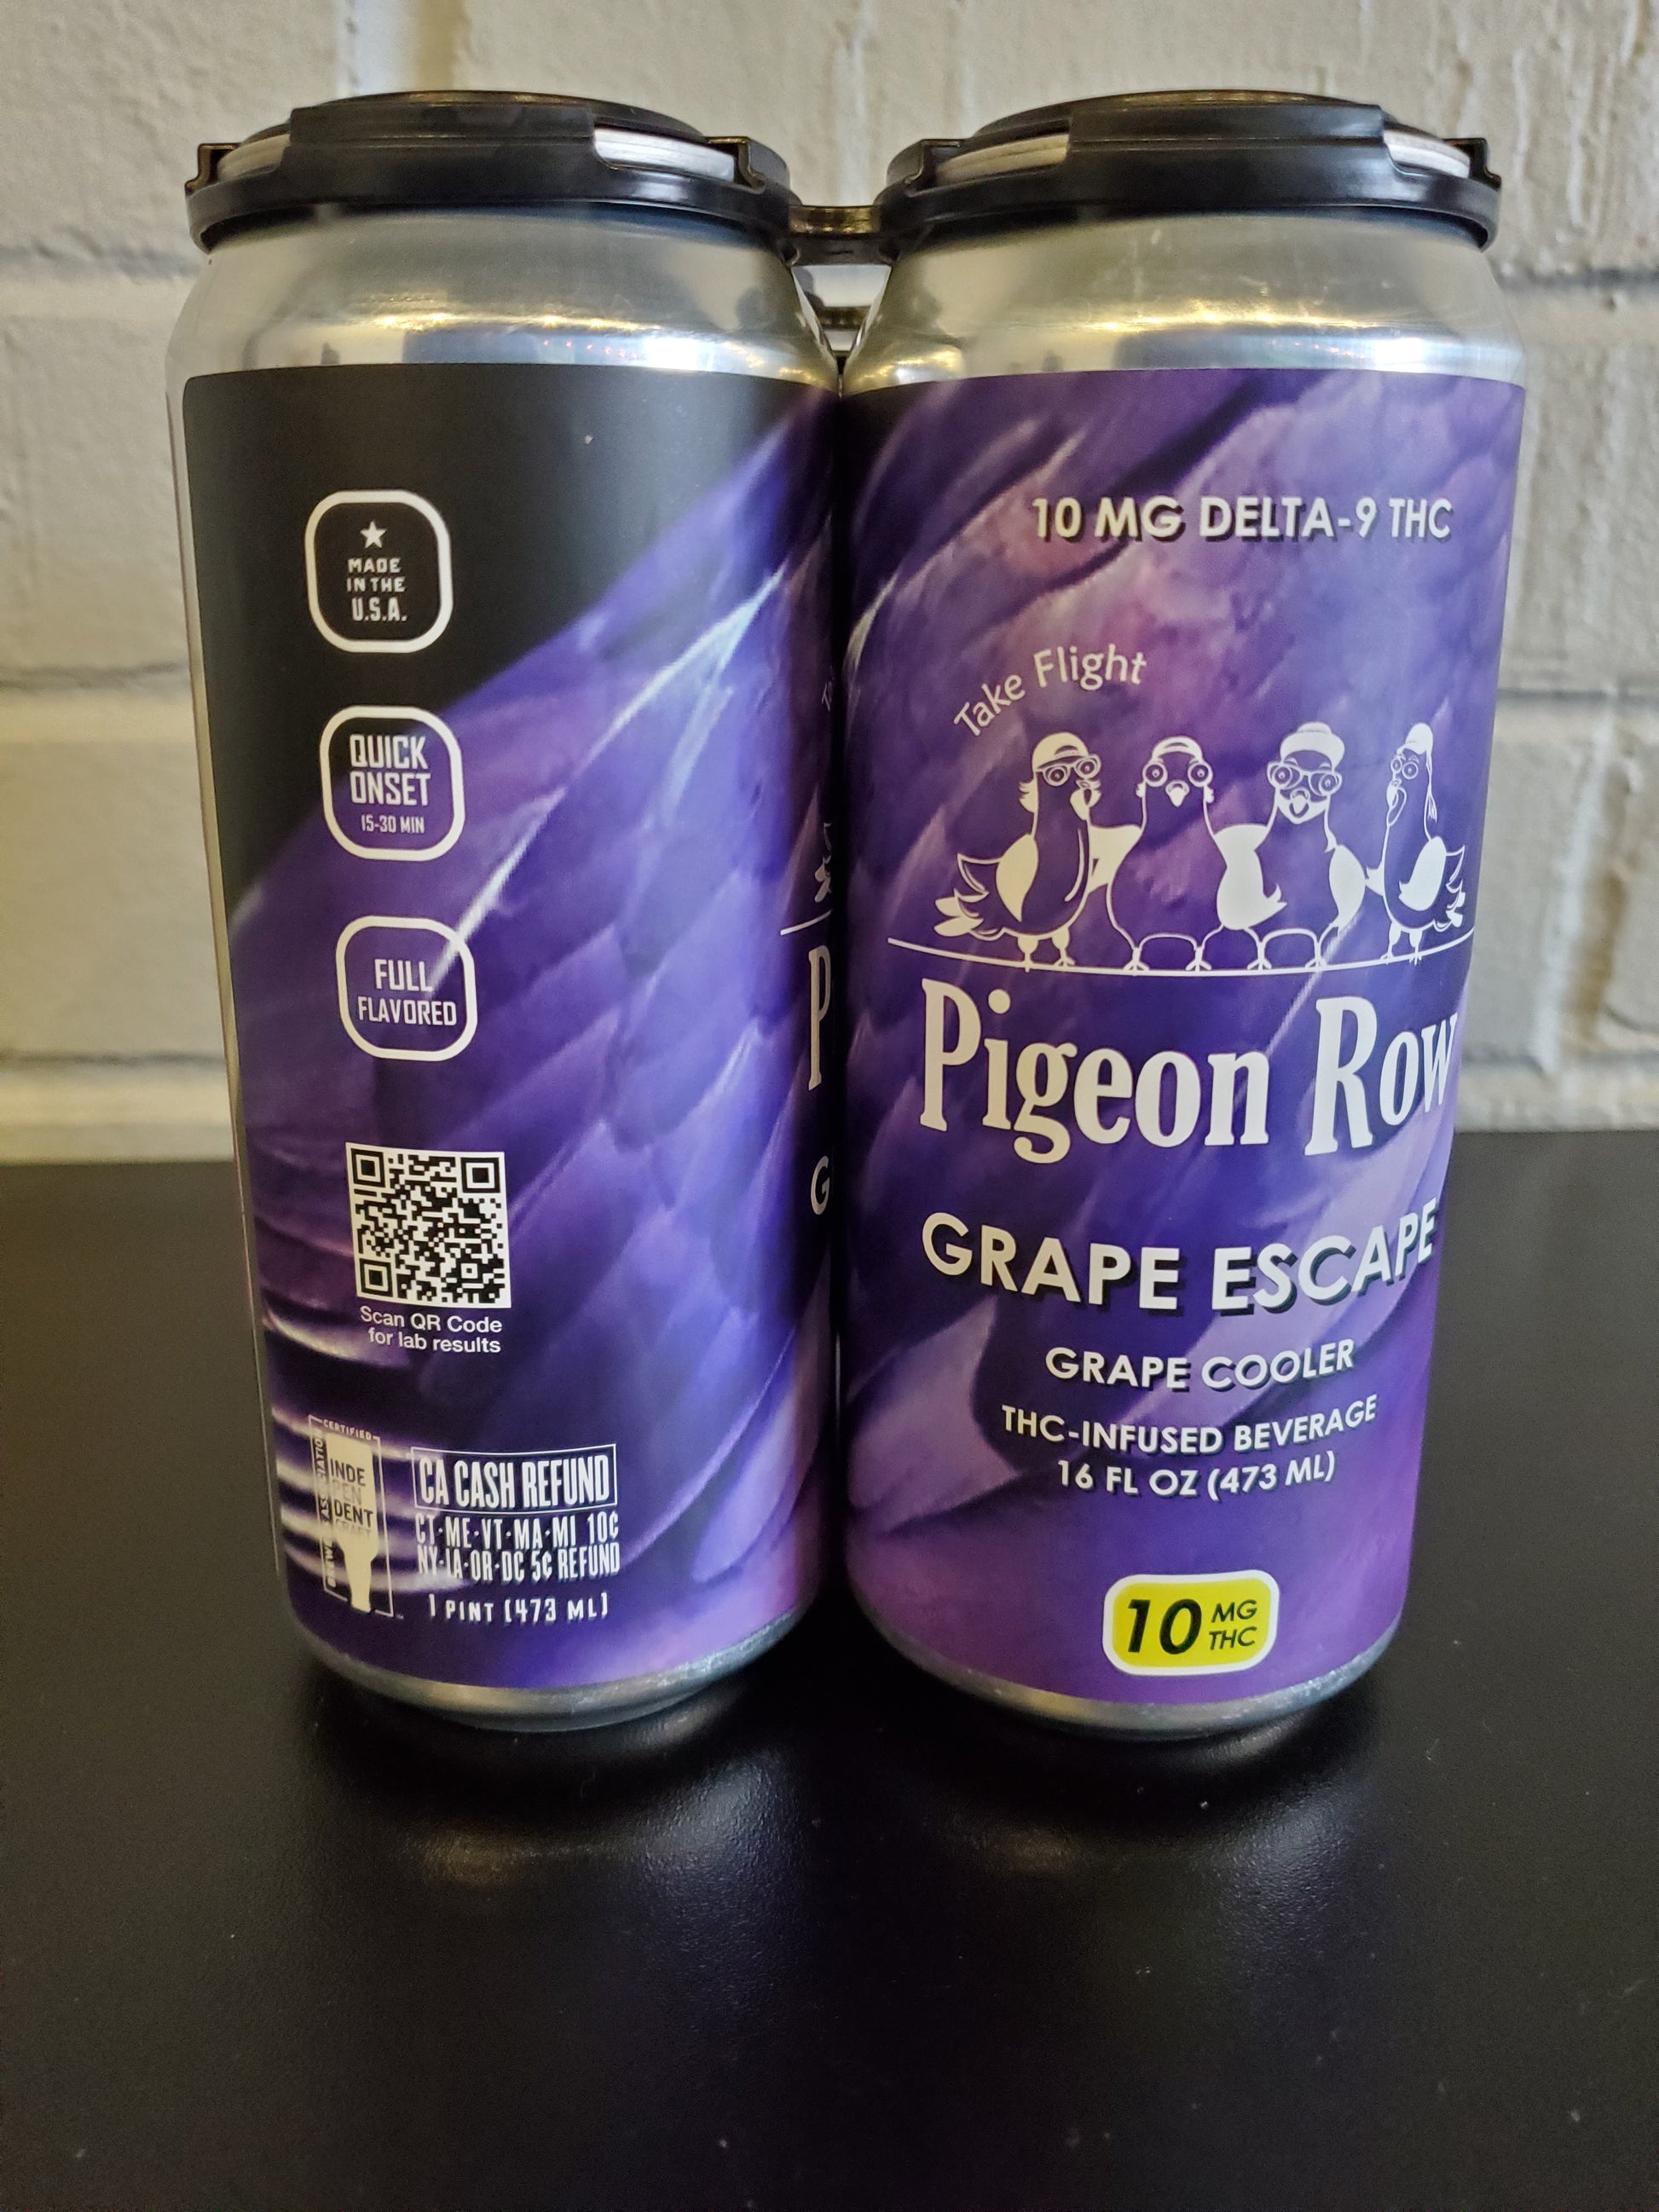 MADE
IN THE
U.S.A.
QUICK
ONSET
15-30 MIN
FULL
FLAVORED
Scan QR Code
for lab results
CERTIFIED
INDE
PEN
DENT
CRAFT
CA CASH REFUND
CT·ME·VT·MA·MI 10¢
NY·IA·OR·DC 5¢ REFUND
1 PINT (473 ML)
P
G
10 MG DELTA-9 THC
Take Flight
Pigeon Row
GRAPE ESCAPE
GRAPE COOLER
THC-INFUSED BEVERAGE
16 FL OZ (473 ML)
10 MG
THC